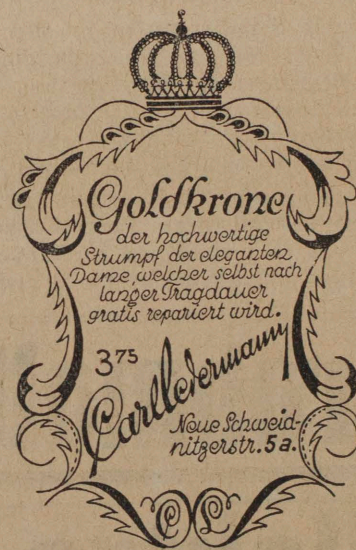 Goldkrone
der hochwertige
Strumpf der eleganten
Dame, welcher selbst nach
langer Tragdauer
gratis repariert wird.
3 75
Carl Ledermann
Neue Schweid-
nitzerstr. 5a.
CL